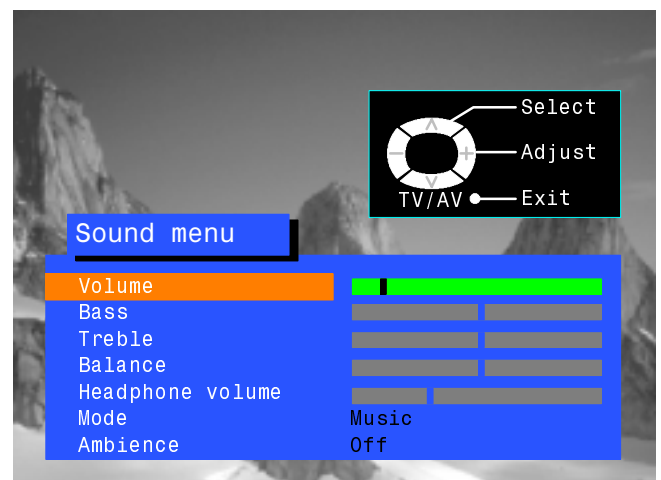 Select
Adjust
TV/AV Exit
Sound menu
Volume
Bass
Treble
Balance
Headphone volume
Mode Music
Ambience Off